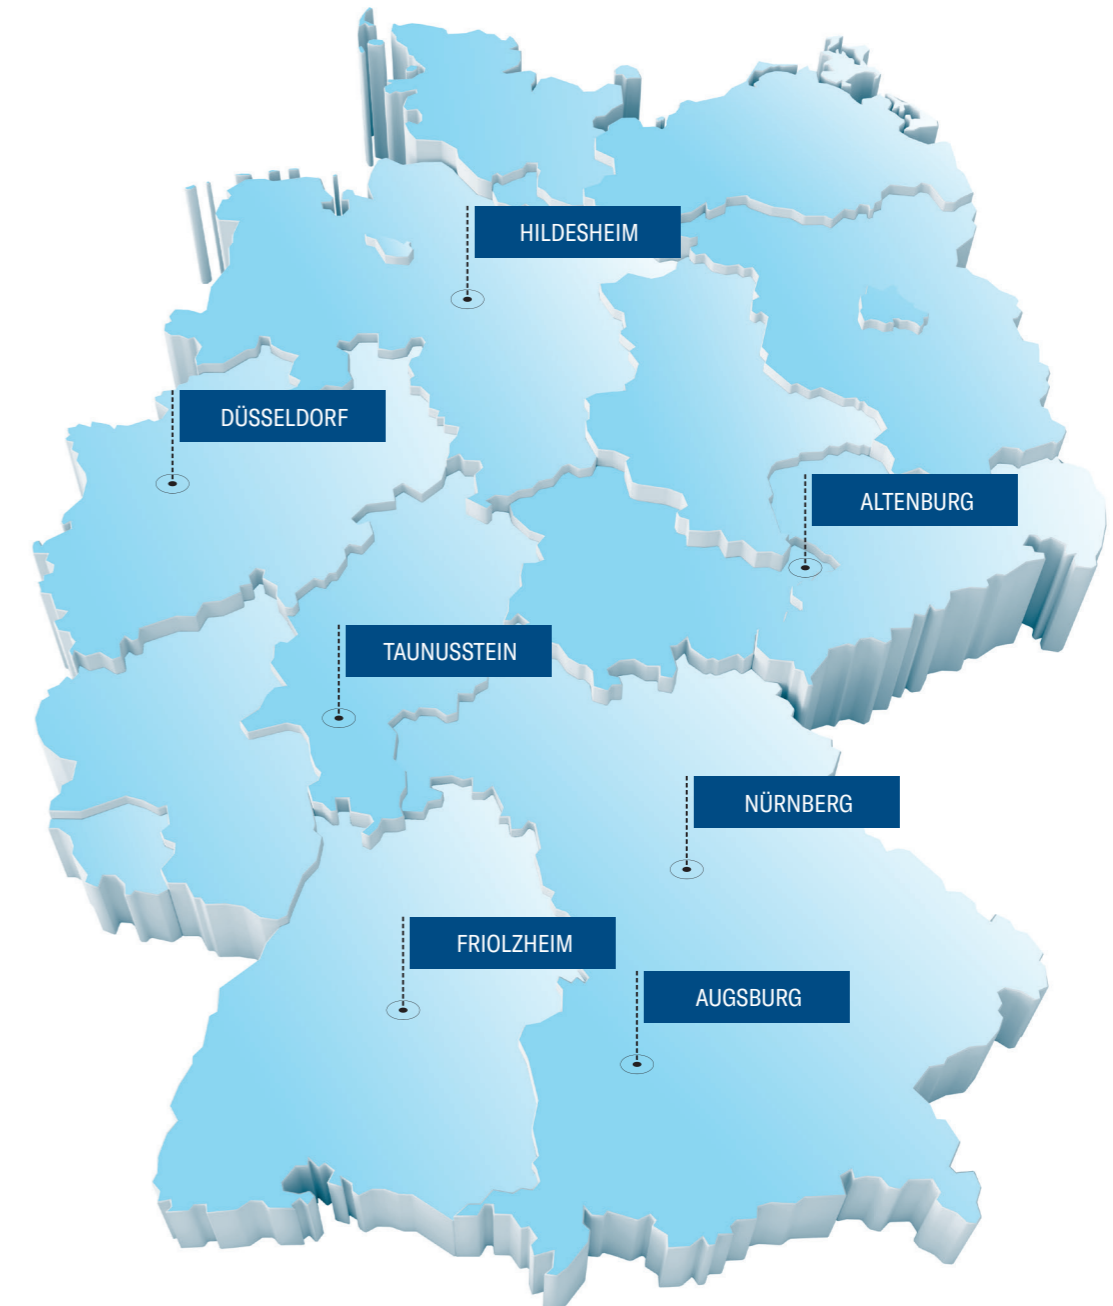 HILDESHEIM
DÜSSELDORF
ALTENBURG
TAUNUSSTEIN
NÜRNBERG
FRIOLZHEIM
AUGSBURG